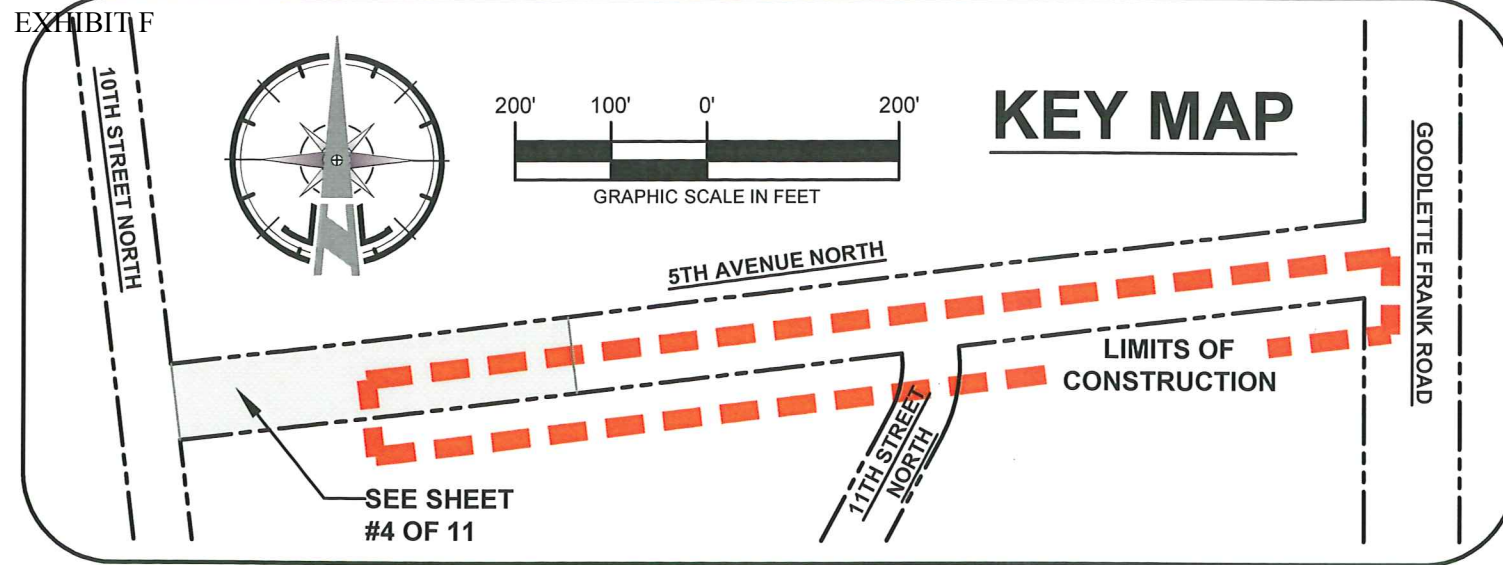 EXHIBIT F
10TH STREET NORTH
200' 100' 0' 200'
GRAPHIC SCALE IN FEET
KEY MAP
GOODLETTE FRANK ROAD
5TH AVENUE NORTH
LIMITS OF
CONSTRUCTION
11TH STREET
NORTH
SEE SHEET
#4 OF 11
N